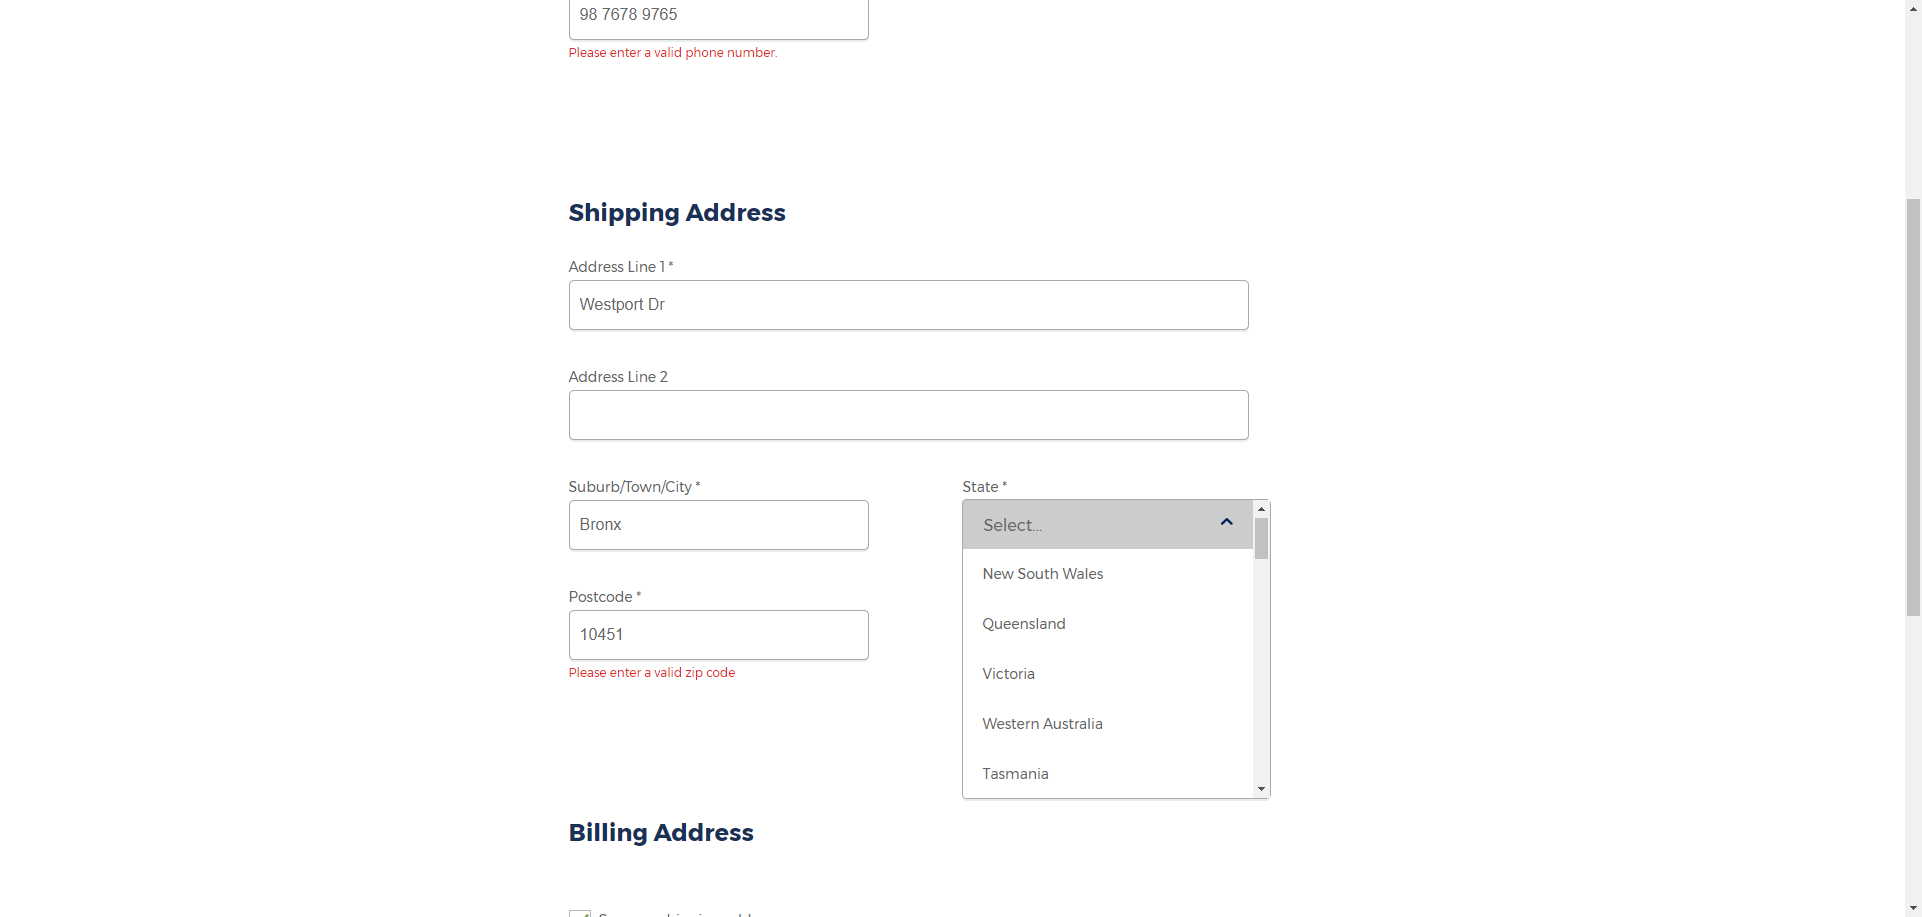 98 7678 9765
Please enter a valid phone number.
Shipping Address
Address Line 1 *
Westport Dr
Address Line 2
Suburb/Town/City *
State *
Bronx
Select...
New South Wales
Postcode *
Queensland
10451
Please enter a valid zip code
Victoria
Western Australia
Tasmania
Billing Address